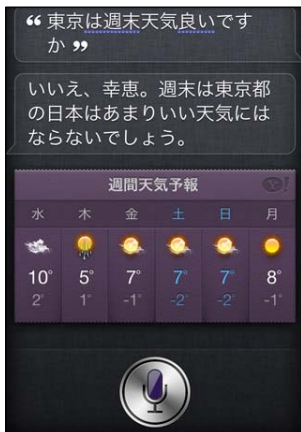 “東京は週末天気良いです
か”
いいえ、幸恵。週末は東京都
の日本はあまりいい天気には
ならないでしょう。
週間天気予報 Y!
水 木 金 土 日 月
10° 5° 7° 7° 7° 8°
2° 1° -1° -2° -2° -1°